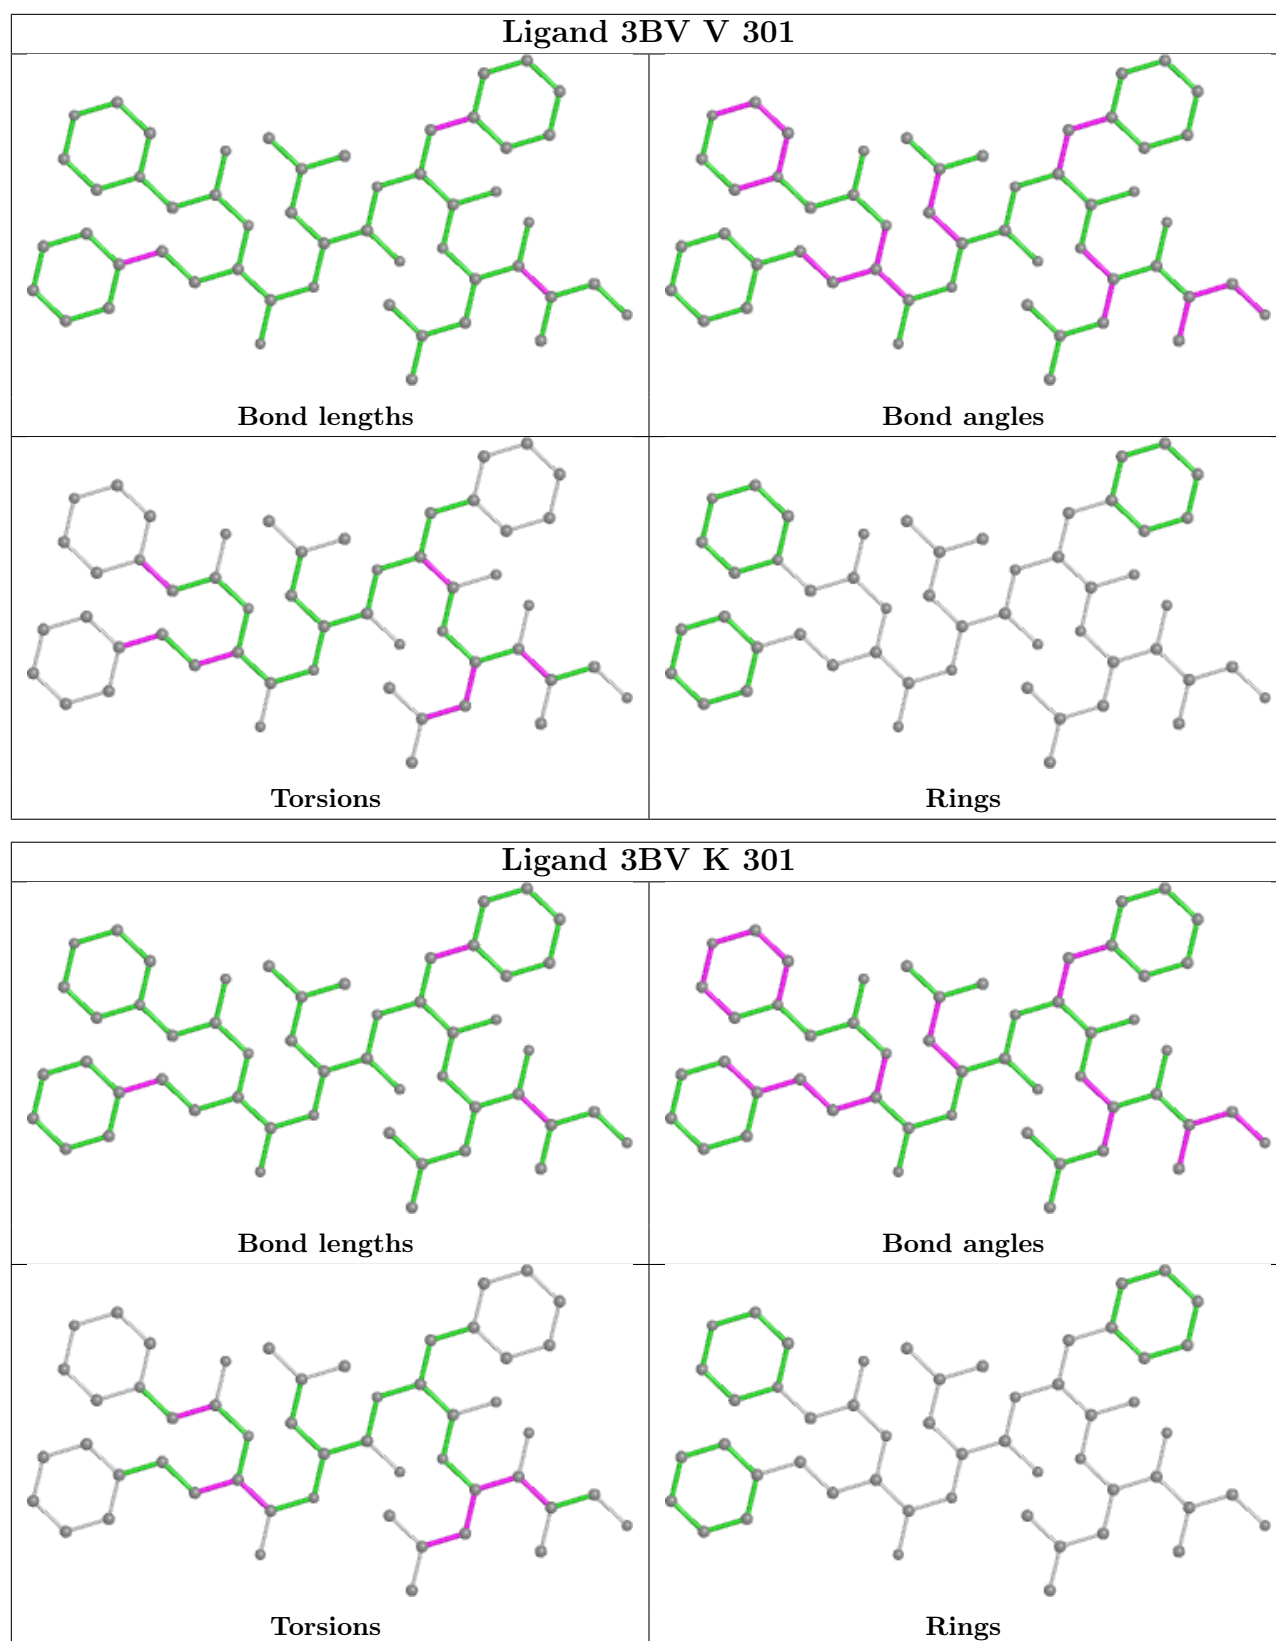 Ligand 3BV V 301
Bond lengths
Bond angles
Torsions
Rings
Ligand 3BV K 301
Bond lengths
Bond angles
Torsions
Rings